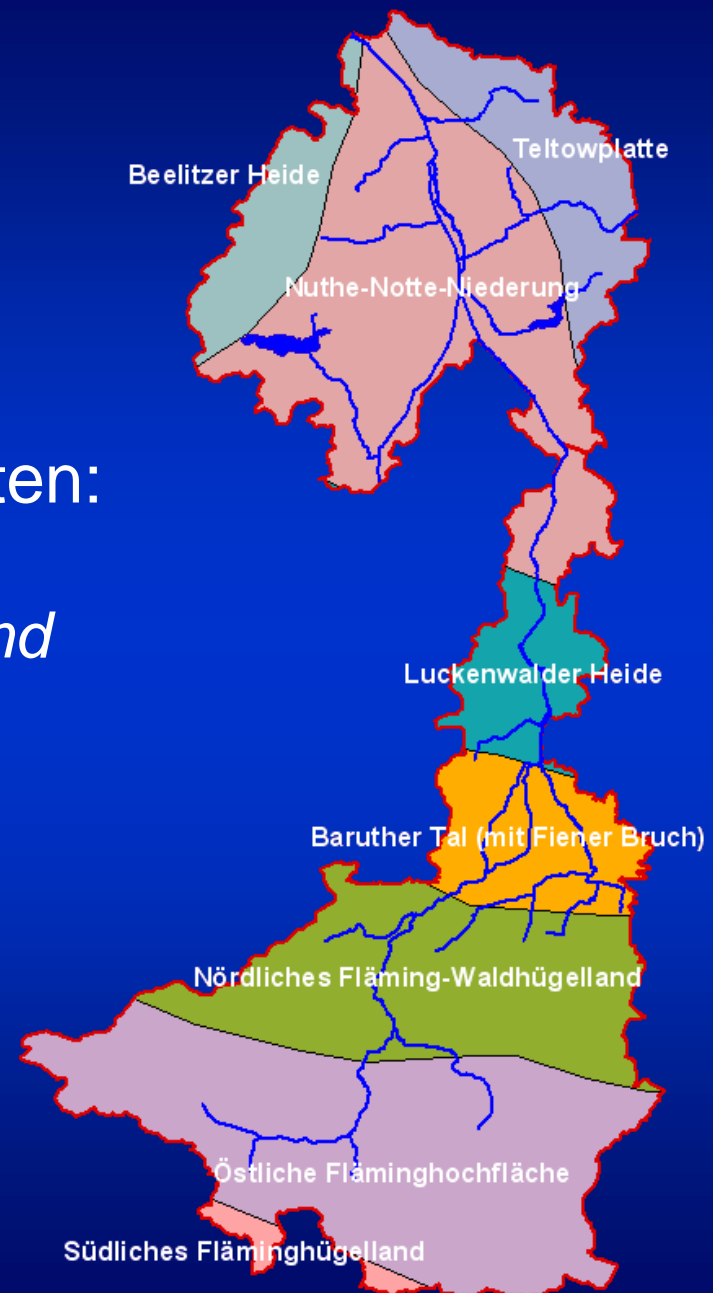 Teltowplatte
Beelitzer Heide
Nuthe-Notte-Niederung
ten:
nd
Luckenwalder Heide
Baruther Tal (mit Fiener Bruch)
Nördliches Fläming-Waldhügelland
Östliche Fläminghochfläche
Südliches Fläminghügelland